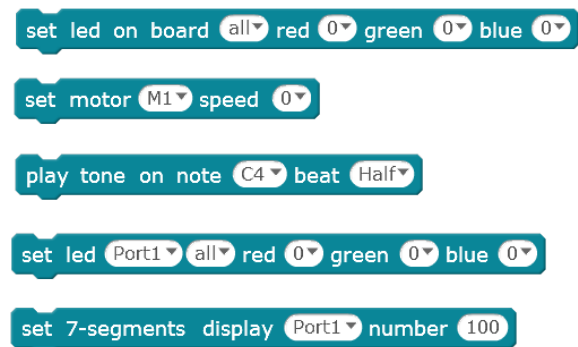 set led on board all red 0 green 0 blue 0
set motor M1 speed 0
play tone on note C4 beat Half
set led Port1 all red 0 green 0 blue 0
set 7-segments display Port1 number 100